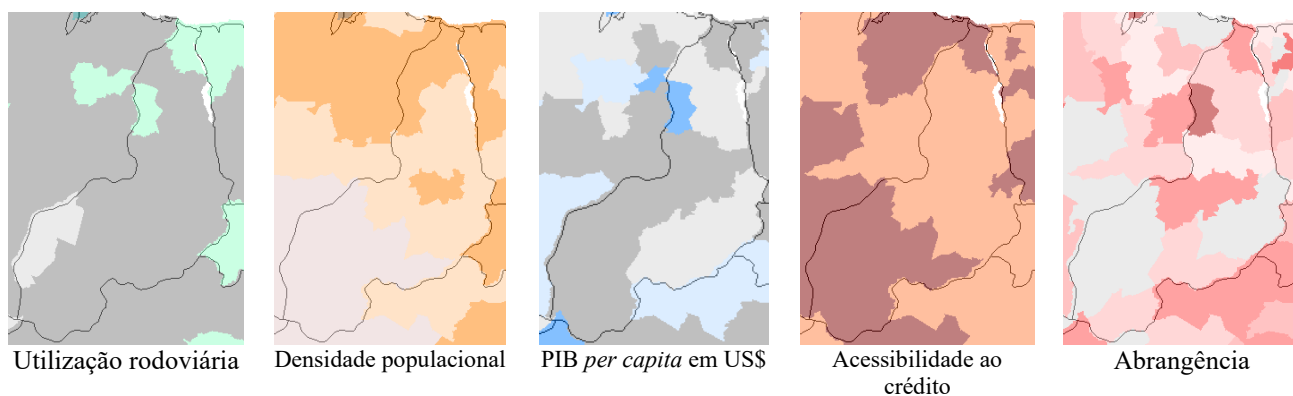 Utilização rodoviária
Densidade populacional
PIB per capita em US$
Acessibilidade ao
crédito
Abrangência